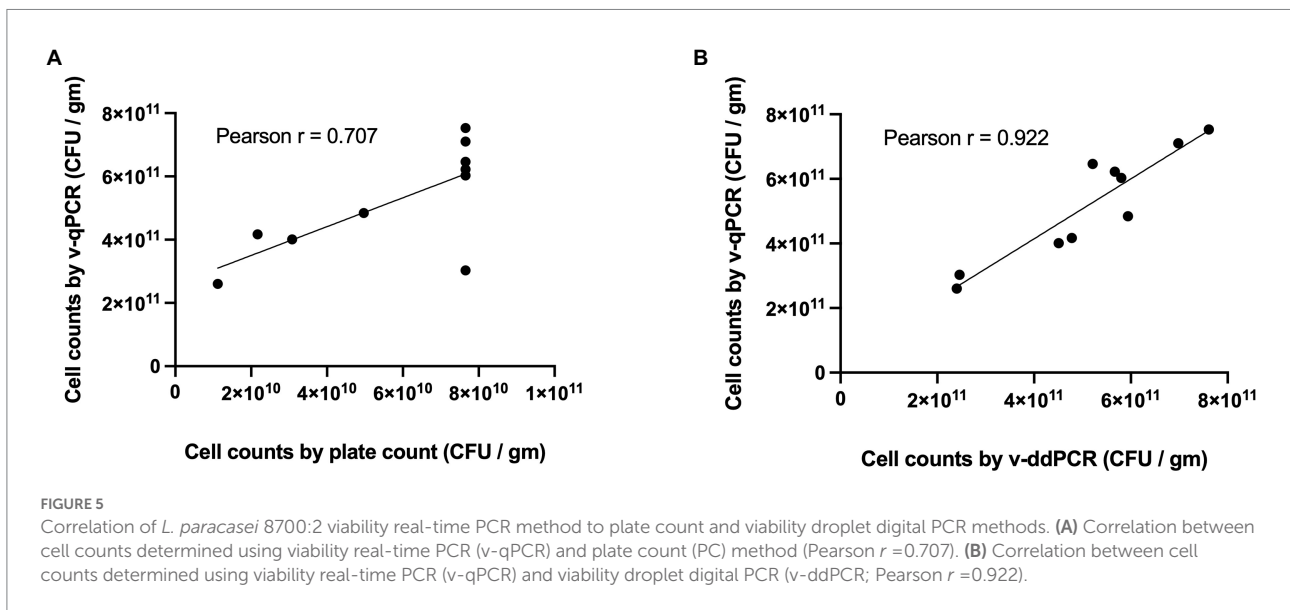 A
Cell counts by v-qPCR (CFU / gm)
8×10¹¹
6×10¹¹
4×10¹¹
2×10¹¹
0
Pearson r = 0.707
0 2×10¹⁰ 4×10¹⁰ 6×10¹⁰ 8×10¹⁰ 1×10¹¹
Cell counts by plate count (CFU / gm)
B
Cell counts by v-qPCR (CFU / gm)
8×10¹¹
6×10¹¹
4×10¹¹
2×10¹¹
0
Pearson r = 0.922
0 2×10¹¹ 4×10¹¹ 6×10¹¹ 8×10¹¹
Cell counts by v-ddPCR (CFU / gm)
FIGURE 5
Correlation of L. paracasei 8700:2 viability real-time PCR method to plate count and viability droplet digital PCR methods. (A) Correlation between
cell counts determined using viability real-time PCR (v-qPCR) and plate count (PC) method (Pearson r =0.707). (B) Correlation between cell
counts determined using viability real-time PCR (v-qPCR) and viability droplet digital PCR (v-ddPCR; Pearson r =0.922).